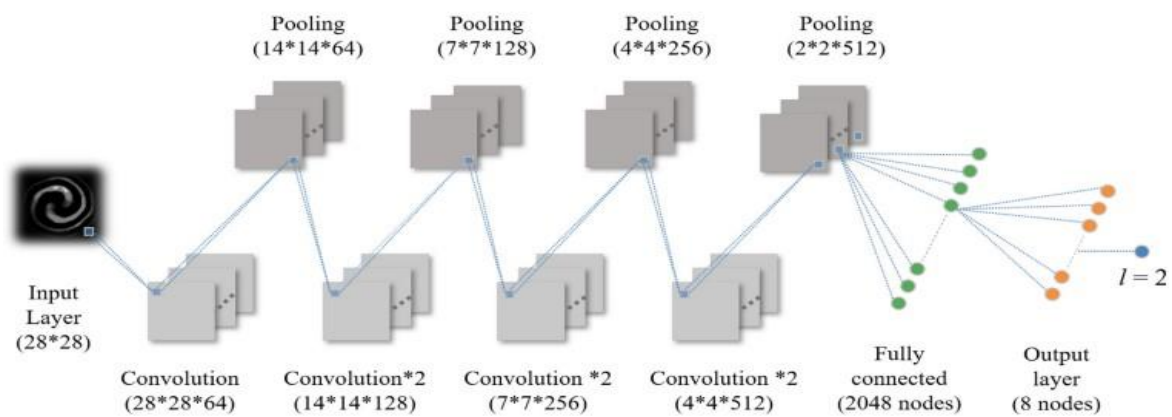 Pooling
(14*14*64)
Pooling
(7*7*128)
Pooling
(4*4*256)
Pooling
(2*2*512)
Input
Layer
(28*28)
Convolution
(28*28*64)
Convolution*2
(14*14*128)
Convolution *2
(7*7*256)
Convolution *2
(4*4*512)
Fully
connected
(2048 nodes)
Output
layer
(8 nodes)
l = 2